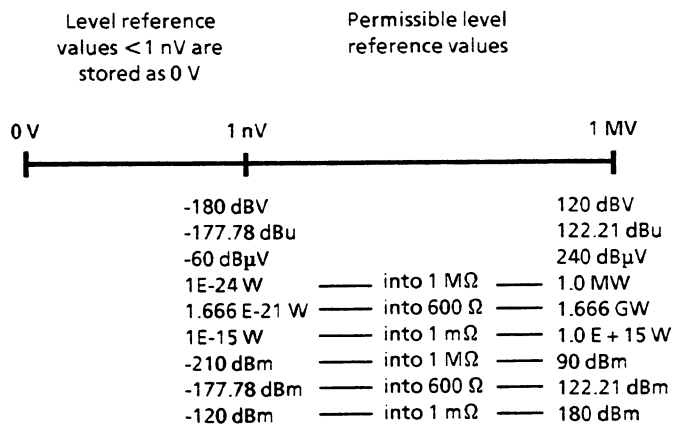 Level reference
values < 1 nV are
stored as 0 V
Permissible level
reference values
0 V 1 nV 1 MV
-180 dBV 120 dBV
-177.78 dBu 122.21 dBu
-60 dBµV 240 dBµV
1E-24 W into 1 MΩ 1.0 MW
1.666 E-21 W into 600 Ω 1.666 GW
1E-15 W into 1 mΩ 1.0 E + 15 W
-210 dBm into 1 MΩ 90 dBm
-177.78 dBm into 600 Ω 122.21 dBm
-120 dBm into 1 mΩ 180 dBm